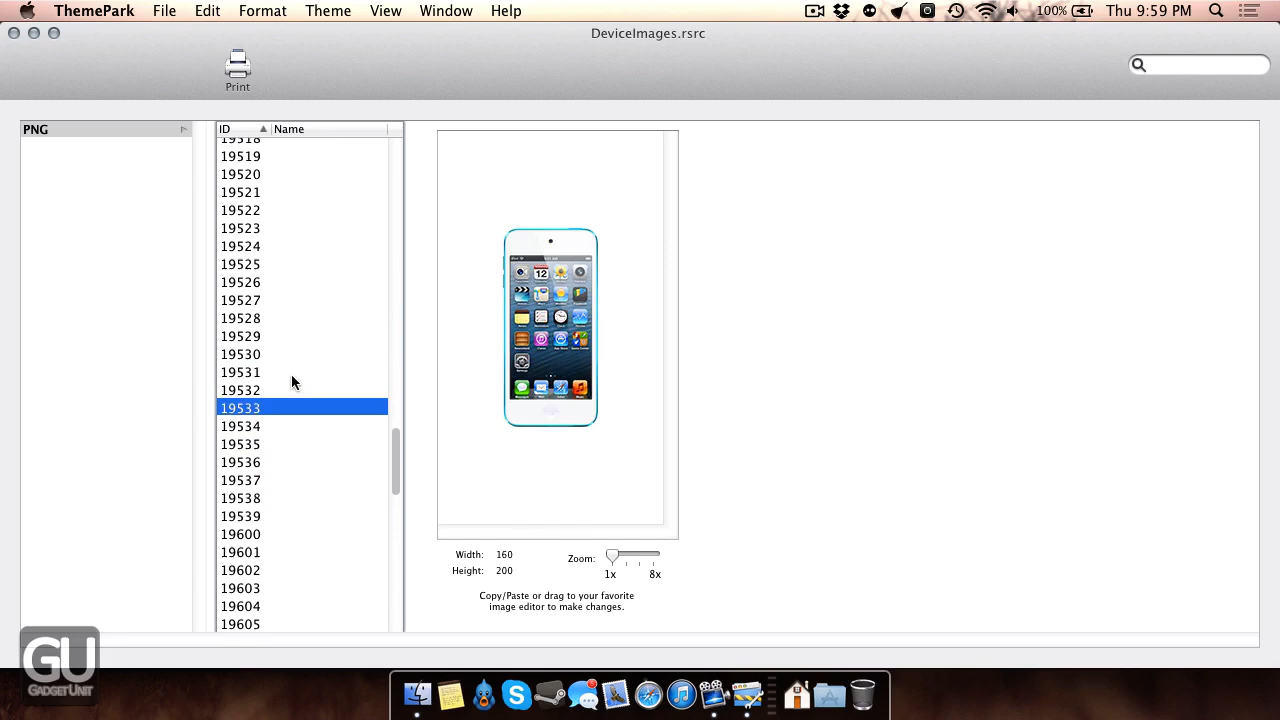 ThemePark File Edit Format Theme View Window Help 100% Thu 9:59 PM
DeviceImages.rsrc
Print
PNG
ID Name
19518
19519
19520
19521
19522
19523
19524
19525
19526
19527
19528
19529
19530
19531
19532
19533
19534
19535
19536
19537
19538
19539
19600
19601
19602
19603
19604
19605
12
Width: 160
Height: 200
Zoom:
1x 8x
Copy/Paste or drag to your favorite
image editor to make changes.
GU
GADGETUNIT